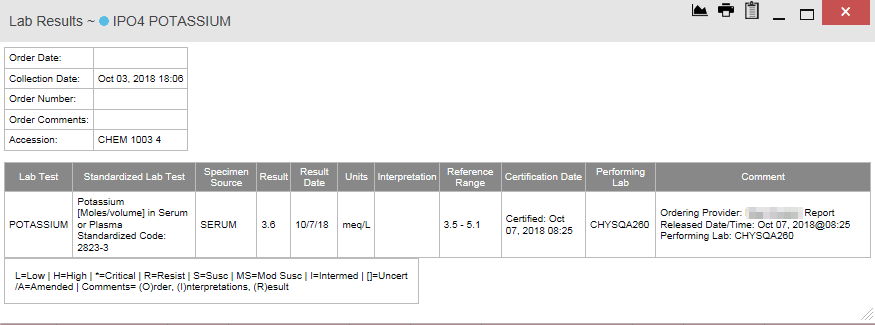 Lab Results ~ IPO4 POTASSIUM
Order Date:
Collection Date: Oct 03, 2018 18:06
Order Number:
Order Comments:
Accession: CHEM 1003 4
Lab Test Standardized Lab Test Specimen Source Result Result Date Units Interpretation Reference Range Certification Date Performing Lab Comment
POTASSIUM
Potassium
[Moles/volume] in Serum
or Plasma
Standardized Code:
2823-3
SERUM
3.6
10/7/18
meq/L
3.5 - 5.1
Certified: Oct
07, 2018 08:25
CHYSQA260
Ordering Provider: Report
Released Date/Time: Oct 07, 2018@08:25
Performing Lab: CHYSQA260
L=Low | H=High | *=Critical | R=Resist | S=Susc | MS=Mod Susc | I=Intermed | []=Uncert
/A=Amended | Comments= (O)rder, (I)nterpretations, (R)esult